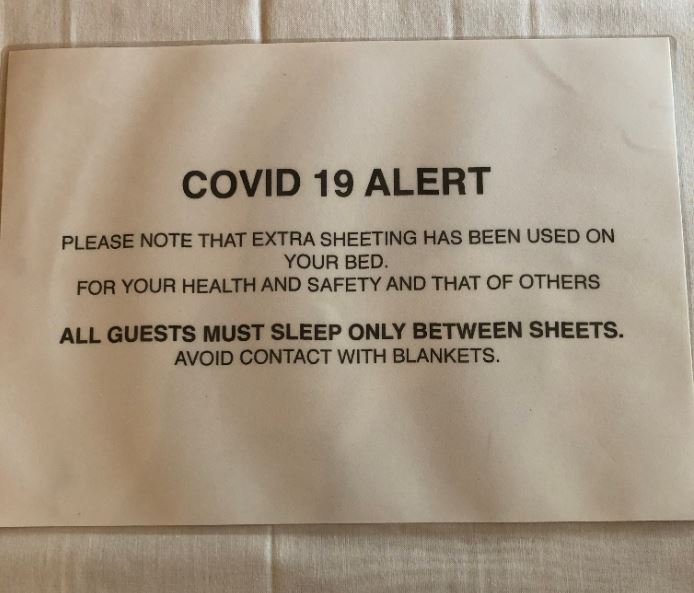 COVID 19 ALERT
PLEASE NOTE THAT EXTRA SHEETING HAS BEEN USED ON
YOUR BED.
FOR YOUR HEALTH AND SAFETY AND THAT OF OTHERS
ALL GUESTS MUST SLEEP ONLY BETWEEN SHEETS.
AVOID CONTACT WITH BLANKETS.